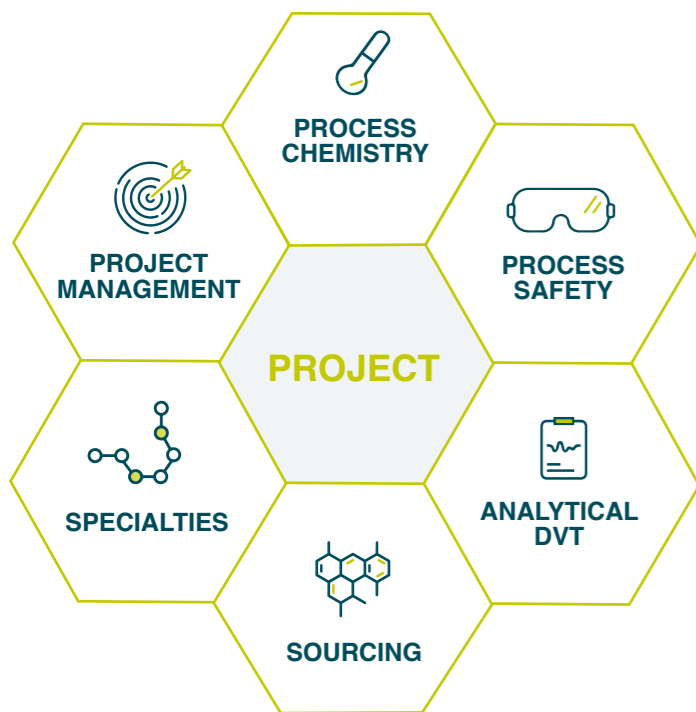 PROCESS
CHEMISTRY
PROJECT
MANAGEMENT
PROCESS
SAFETY
PROJECT
SPECIALTIES
ANALYTICAL
DVT
SOURCING